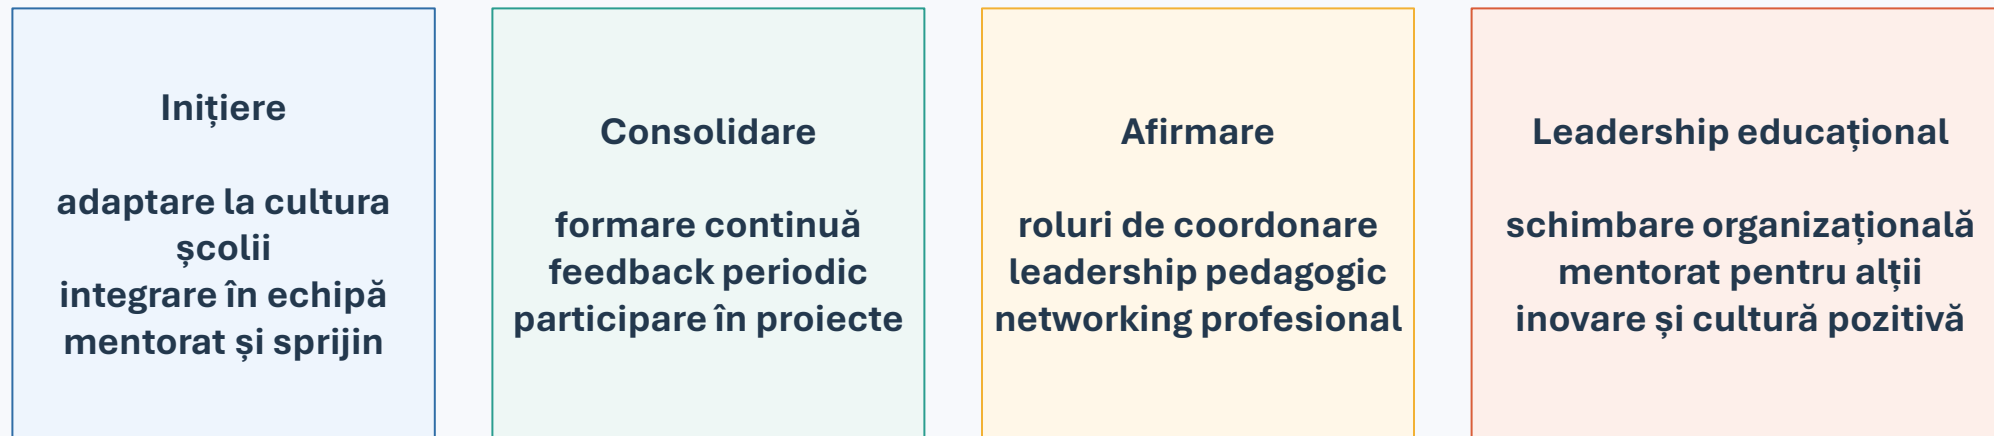 Inițiere
adaptare la cultura
școlii
integrare în echipă
mentorat și sprijin
Consolidare
formare continuă
feedback periodic
participare în proiecte
Afirmare
roluri de coordonare
leadership pedagogic
networking profesional
Leadership educațional
schimbare organizațională
mentorat pentru alții
inovare și cultură pozitivă